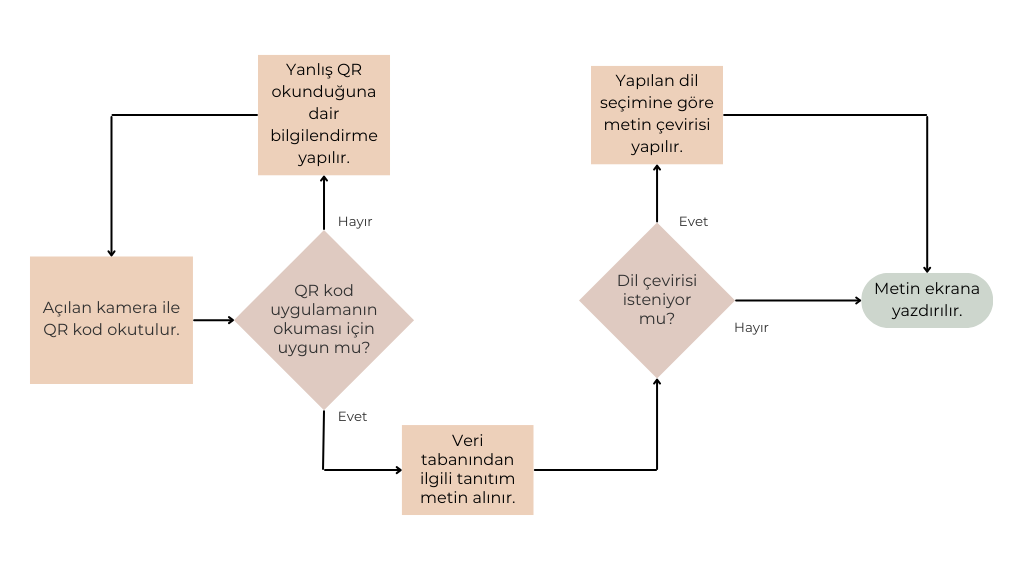 Yanlış QR
okunduğuna
dair
bilgilendirme
yapılır.
Yapılan dil
seçimine göre
metin çevirisi
yapılır.
Hayır
Evet
Açılan kamera ile
QR kod okutulur.
QR kod
uygulamanın
okuması için
uygun mu?
Dil çevirisi
isteniyor
mu?
Metin ekrana
yazdırılır.
Hayır
Evet
Veri
tabanından
ilgili tanıtım
metin alınır.